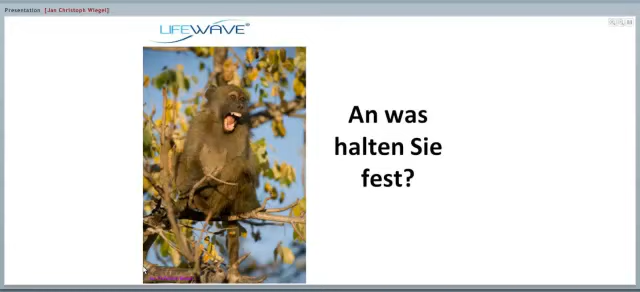 Presentation [Jan Christoph Wiegel]
LIFEWAVE®
An was
halten Sie
fest?